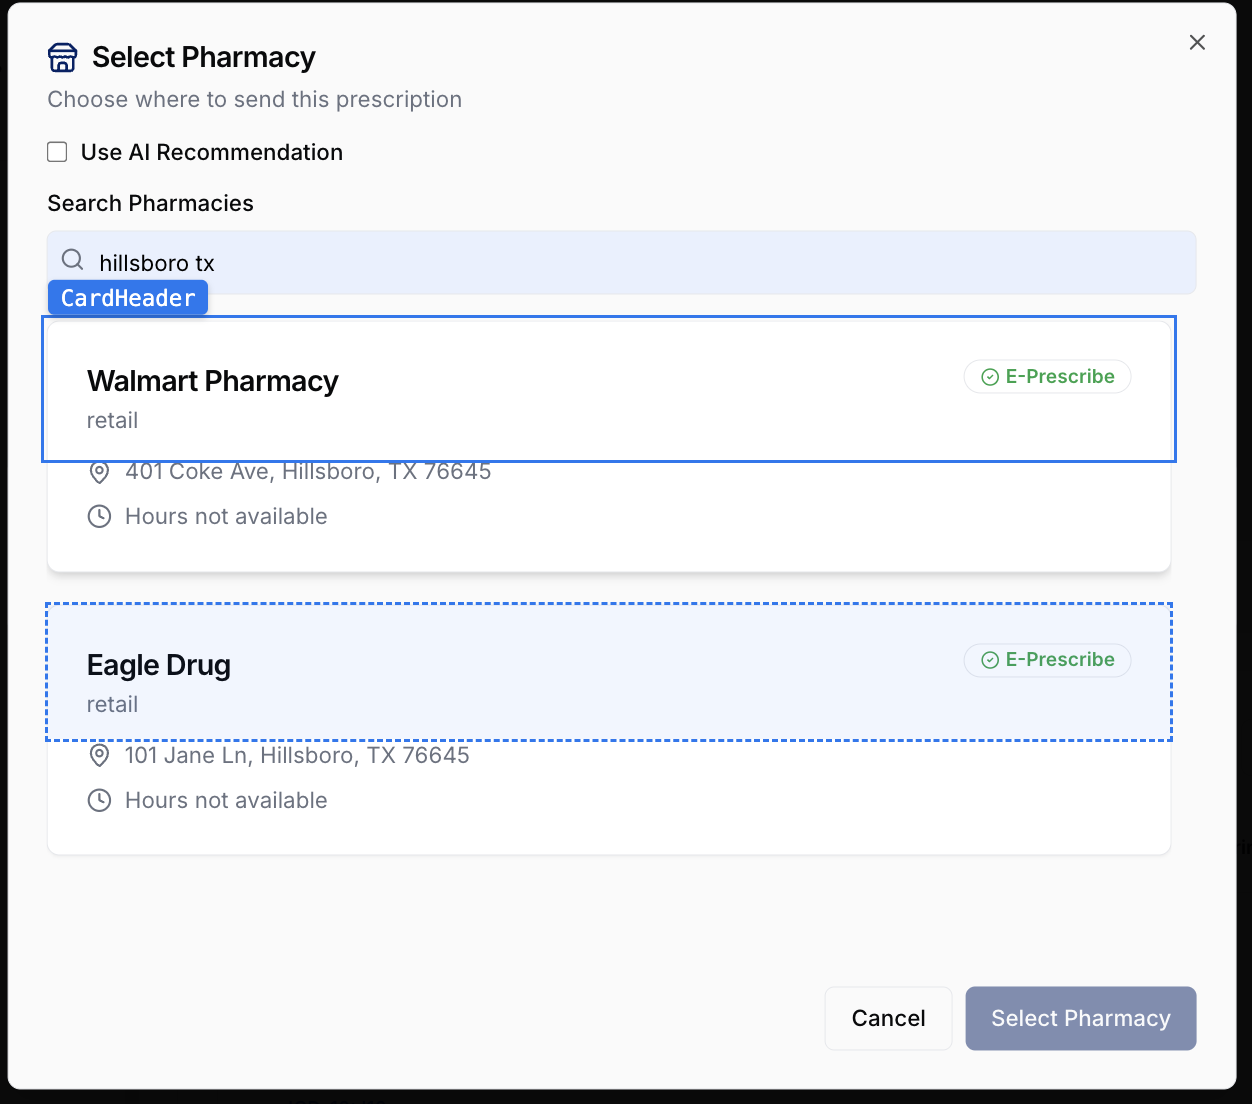 Select Pharmacy
Choose where to send this prescription
Use AI Recommendation
Search Pharmacies
hillsboro tx
CardHeader
Walmart Pharmacy
E-Prescribe
retail
401 Coke Ave, Hillsboro, TX 76645
Hours not available
Eagle Drug
E-Prescribe
retail
101 Jane Ln, Hillsboro, TX 76645
Hours not available
Cancel
Select Pharmacy